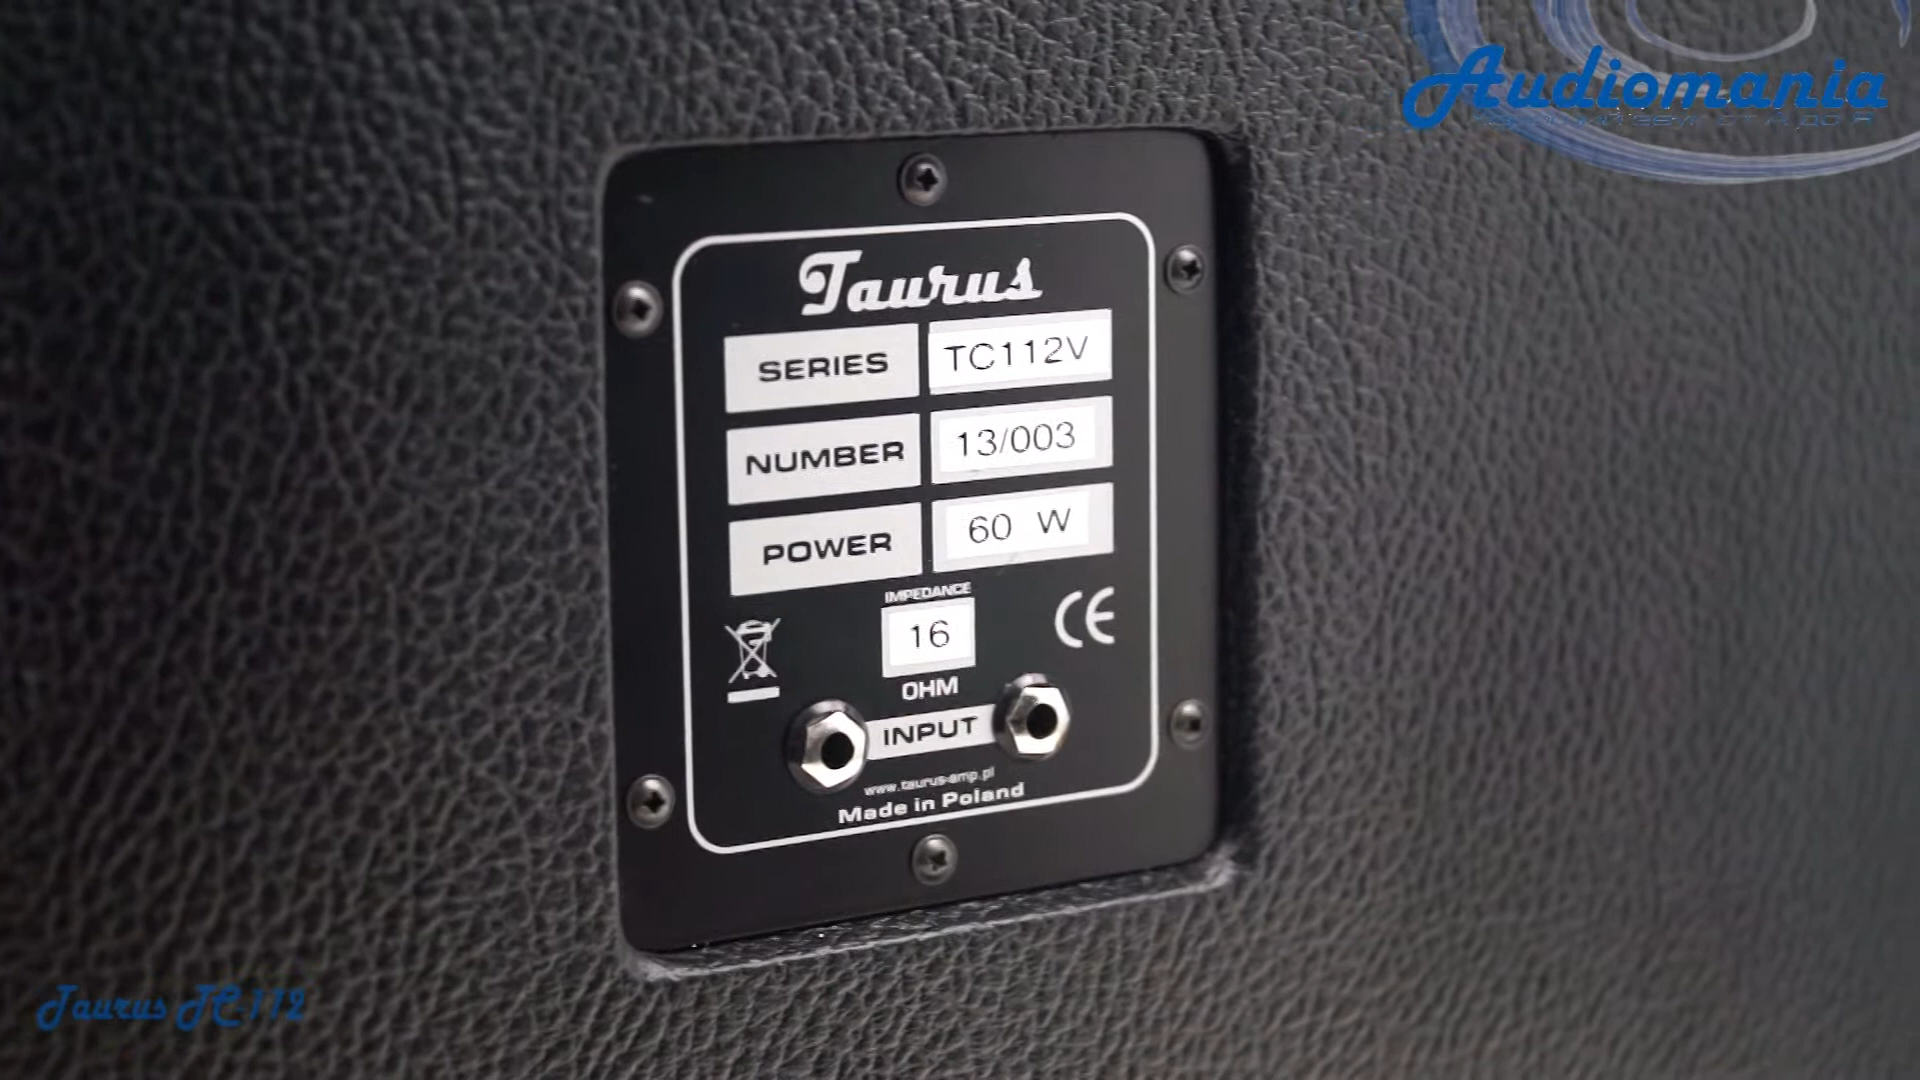 Audiomania
Taurus
SERIES TC112V
NUMBER 13/003
POWER 60 W
IMPEDANCE
16
OHM
INPUT
www.taurus-amp.pl
Made in Poland
Taurus TC-112